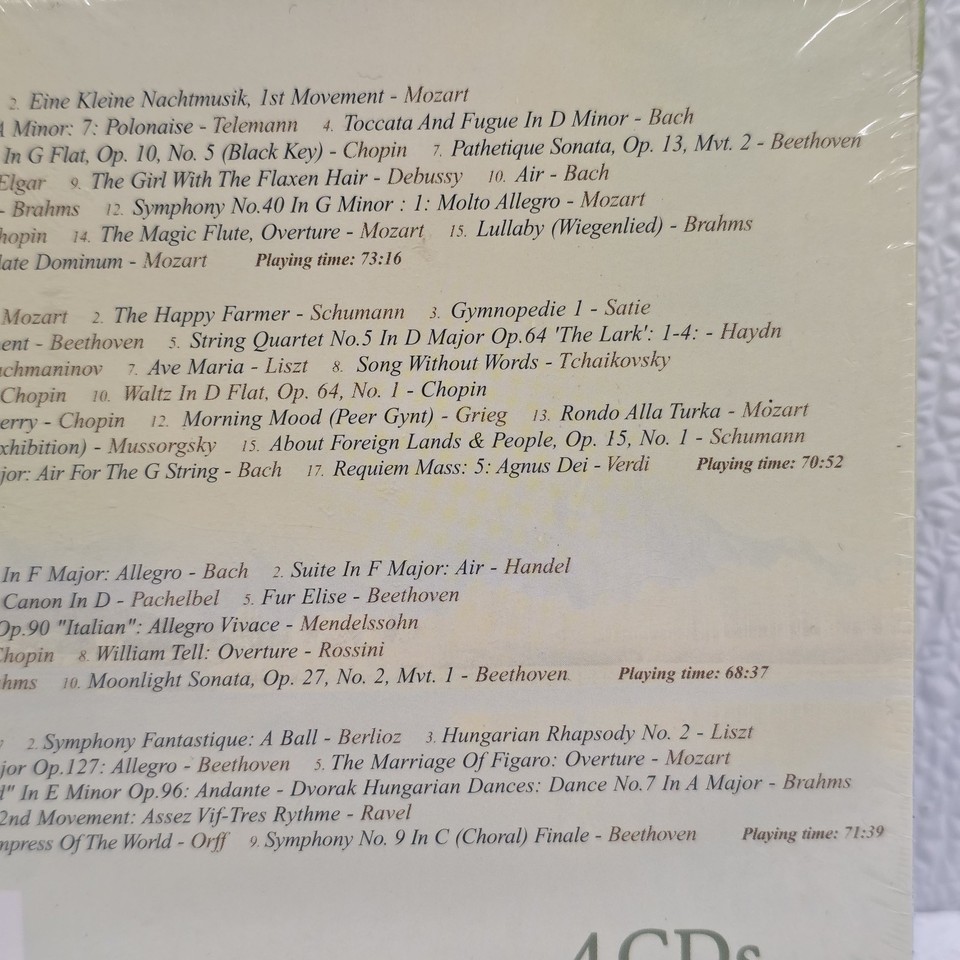 2. Eine Kleine Nachtmusik, 1st Movement - Mozart
A Minor: 7: Polonaise - Telemann 4. Toccata And Fugue In D Minor - Bach
In G Flat, Op. 10, No. 5 (Black Key) - Chopin 7. Pathetique Sonata, Op. 13, Mvt. 2 - Beethoven
Elgar 9. The Girl With The Flaxen Hair - Debussy 10. Air - Bach
- Brahms 12. Symphony No.40 In G Minor : 1: Molto Allegro - Mozart
hopin 14. The Magic Flute, Overture - Mozart 15. Lullaby (Wiegenlied) - Brahms
late Dominum - Mozart Playing time: 73:16
Mozart 2. The Happy Farmer - Schumann 3. Gymnopedie 1 - Satie
ent - Beethoven 5. String Quartet No.5 In D Major Op.64 'The Lark': 1-4: - Haydn
achmaninov 7. Ave Maria - Liszt 8. Song Without Words - Tchaikovsky
Chopin 10. Waltz In D Flat, Op. 64, No. 1 - Chopin
erry - Chopin 12. Morning Mood (Peer Gynt) - Grieg 13. Rondo Alla Turka - Mozart
xhibition) - Mussorgsky 15. About Foreign Lands & People, Op. 15, No. 1 - Schumann
jor: Air For The G String - Bach 17. Requiem Mass: 5: Agnus Dei - Verdi Playing time: 70:52
In F Major: Allegro - Bach 2. Suite In F Major: Air - Handel
Canon In D - Pachelbel 5. Fur Elise - Beethoven
Op.90 "Italian": Allegro Vivace - Mendelssohn
Chopin 8. William Tell: Overture - Rossini
hms 10. Moonlight Sonata, Op. 27, No. 2, Mvt. 1 - Beethoven Playing time: 68:37
2. Symphony Fantastique: A Ball - Berlioz 3. Hungarian Rhapsody No. 2 - Liszt
jor Op.127: Allegro - Beethoven 5. The Marriage Of Figaro: Overture - Mozart
d" In E Minor Op.96: Andante - Dvorak Hungarian Dances: Dance No.7 In A Major - Brahms
2nd Movement: Assez Vif-Tres Rythme - Ravel
mpress Of The World - Orff 9. Symphony No. 9 In C (Choral) Finale - Beethoven Playing time: 71:39
4CDs